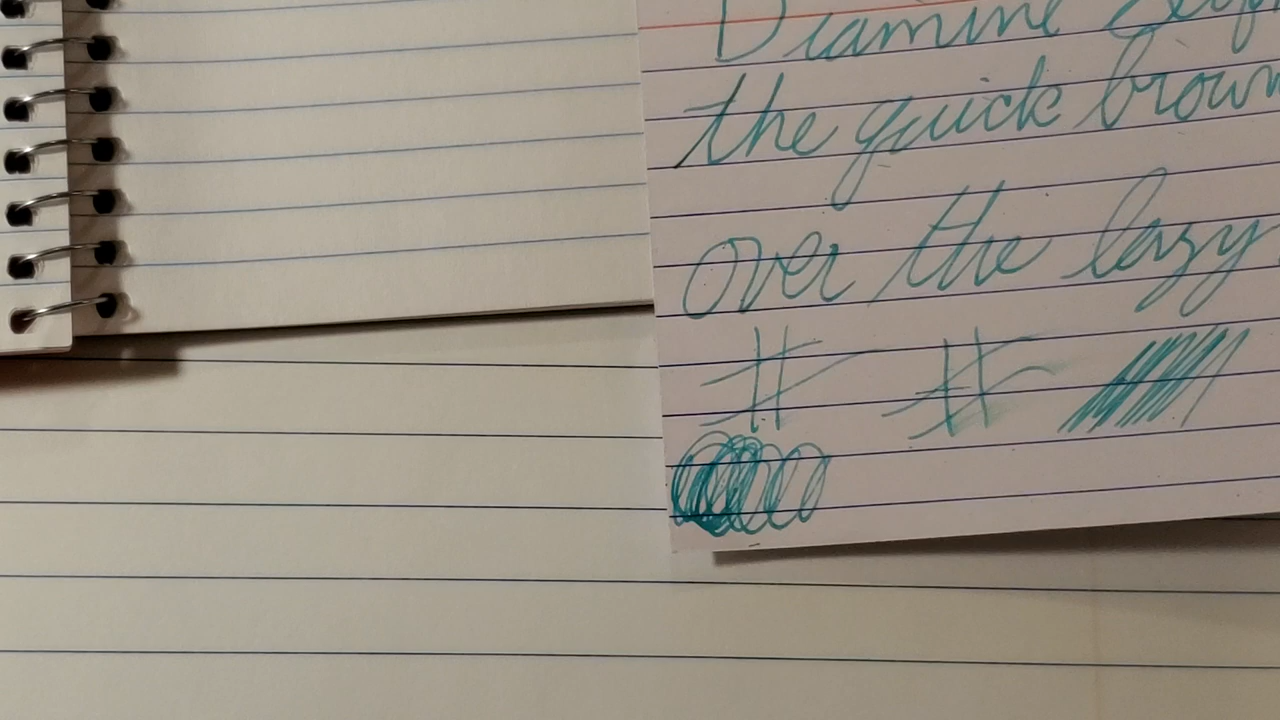 Diamine
the quick brown
over the lazy
# #